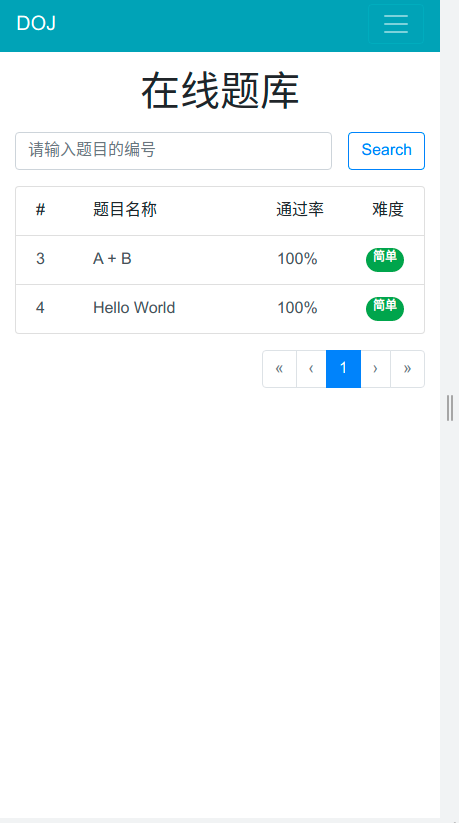 DOJ
在线题库
请输入题目的编号 Search
# 题目名称 通过率 难度
3 A + B 100% 简单
4 Hello World 100% 简单
« ‹ 1 › »